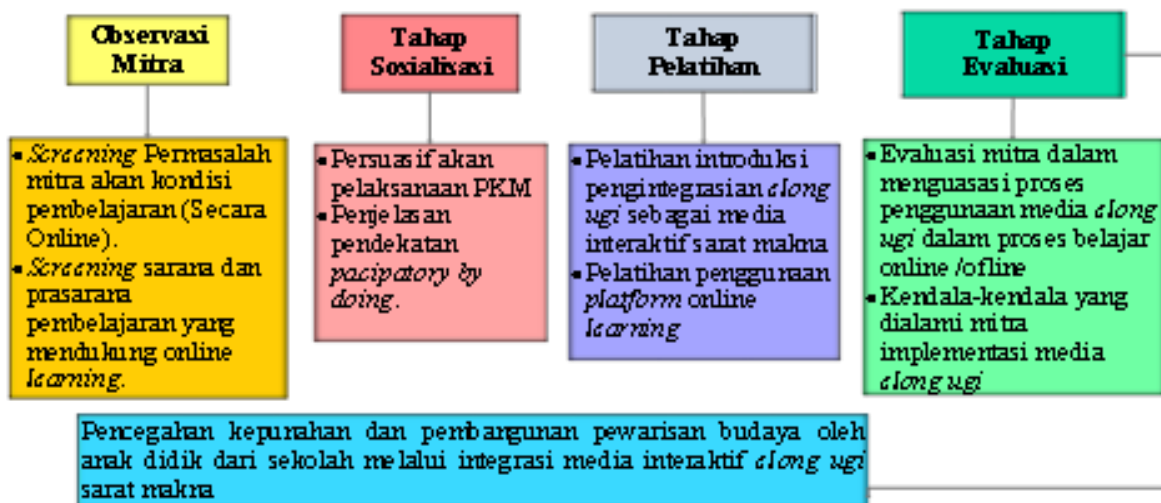 Observasi
Mitra
• Screening Permasalah
mitra akan kondisi
pembelajaran (Secara
Online).
• Screening sarana dan
prasarana
pembelajaran yang
mendukung online
learning.
Tahap
Sosialisasi
• Persuasif akan
pelaksanaan PKM
• Penjelasan
pendekatan
pacipatory by
doing.
Tahap
Pelatihan
• Pelatihan introduksi
pengintegrasian elong
ugi sebagai media
interaktif sarat makna
• Pelatihan penggunaan
platform online
learning
Tahap
Evaluasi
• Evaluasi mitra dalam
menguasasi proses
penggunaan media elong
ugi dalam proses belajar
online /ofline
• Kendala-kendala yang
dialami mitra
implementasi media
elong ugi
Pencegahan kepunahan dan pembangunan pewarisan budaya oleh
anak didik dari sekolah melalui integrasi media interaktif elong ugi
sarat makna